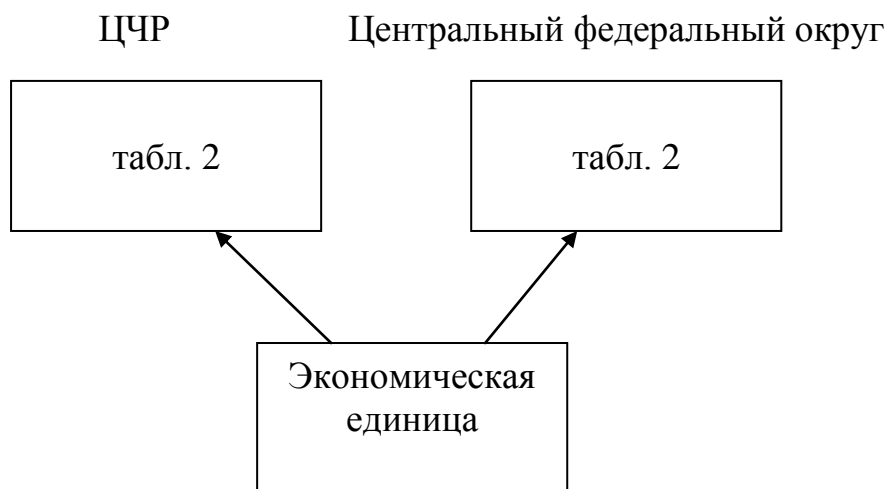 ЦЧР
Центральный федеральный округ
табл. 2
табл. 2
Экономическая
единица